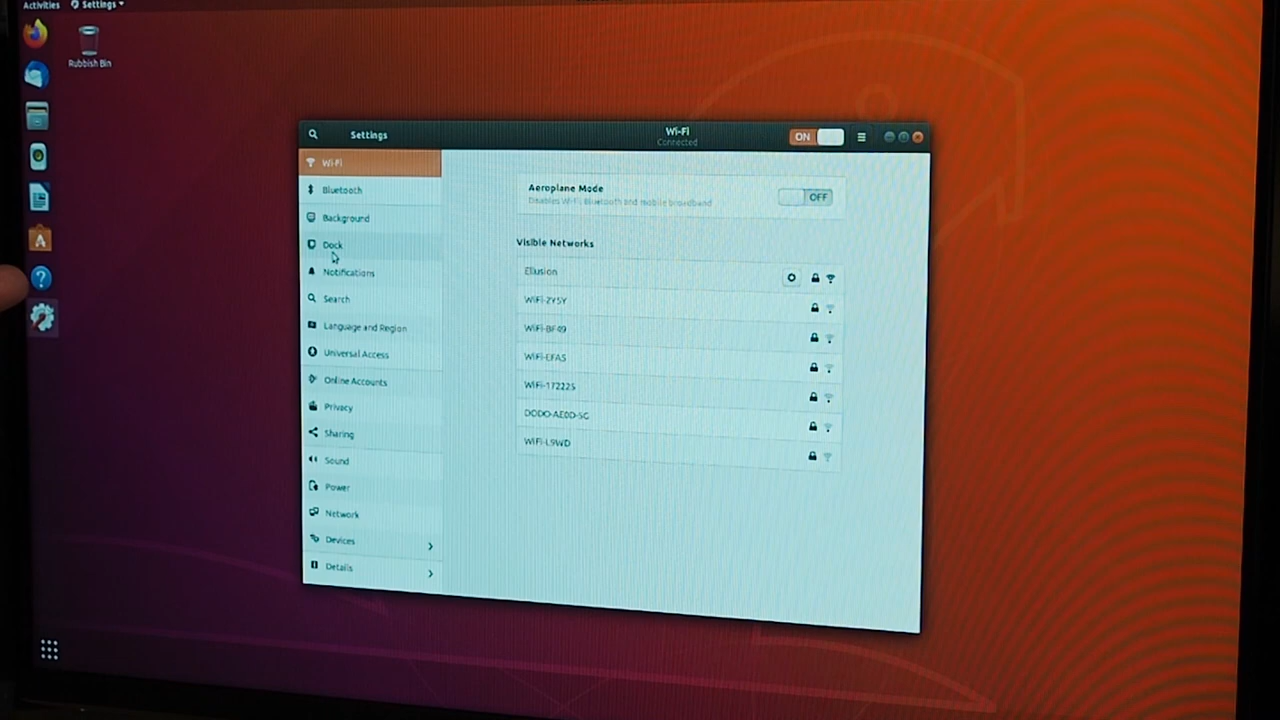 Activities
Settings
Rubbish Bin
Settings
Wi-Fi
Connected
ON
Wi-Fi
Bluetooth
Background
Dock
Notifications
Search
Language and Region
Universal Access
Online Accounts
Privacy
Sharing
Sound
Power
Network
Devices
Details
Aeroplane Mode
Disables Wi-Fi, Bluetooth and mobile broadband
OFF
Visible Networks
Ellusion
WiFi-2Y5Y
WiFi-BF49
WiFi-EFA5
WiFi-17222S
DODO-AE0D-5G
WiFi-L9WD